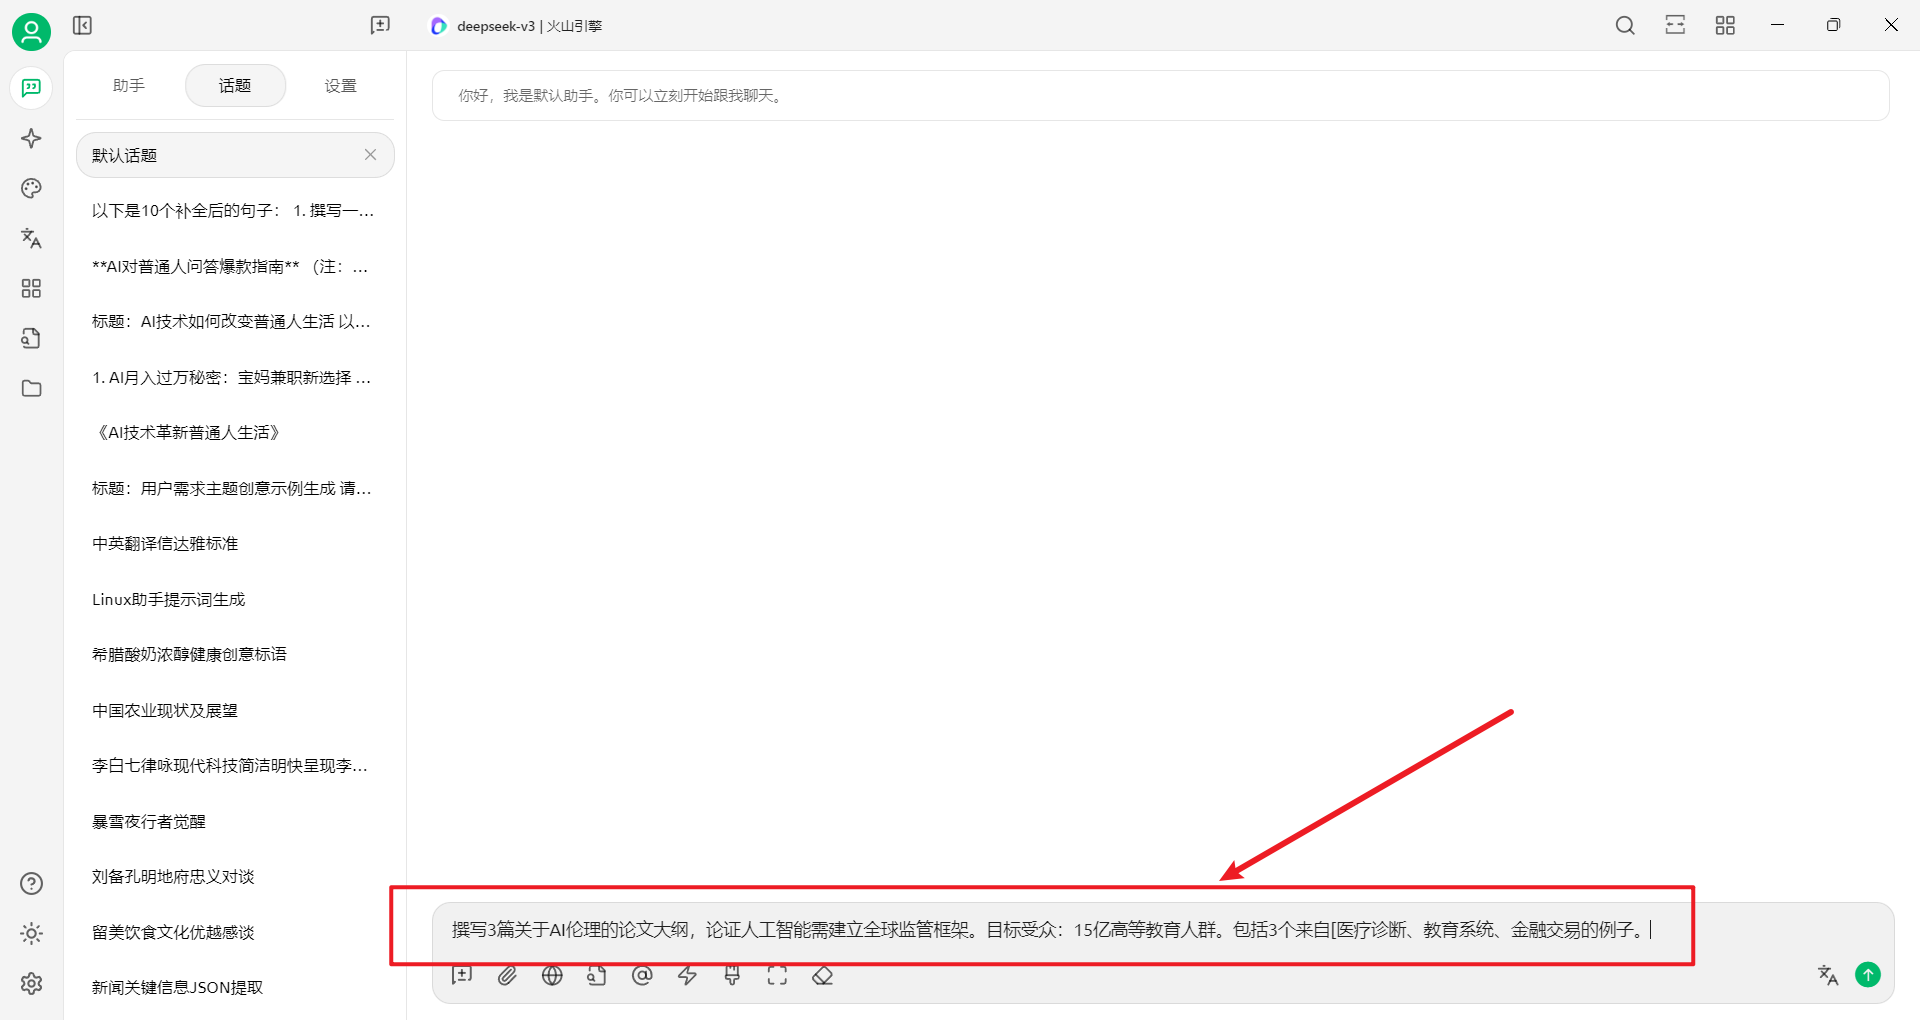 deepseek-v3 | 火山引擎
助手
话题
设置
默认话题
以下是10个补全后的句子： 1. 撰写一...
**AI对普通人问答爆款指南** （注：...
标题：AI技术如何改变普通人生活 以...
1. AI月入过万秘密：宝妈兼职新选择 ...
《AI技术革新普通人生活》
标题：用户需求主题创意示例生成 请...
中英翻译信达雅标准
Linux助手提示词生成
希腊酸奶浓醇健康创意标语
中国农业现状及展望
李白七律咏现代科技简洁明快呈现李...
暴雪夜行者觉醒
刘备孔明地府忠义对谈
留美饮食文化优越感谈
新闻关键信息JSON提取
你好，我是默认助手。你可以立刻开始跟我聊天。
撰写3篇关于AI伦理的论文大纲，论证人工智能需建立全球监管框架。目标受众：15亿高等教育人群。包括3个来自[医疗诊断、教育系统、金融交易的例子。